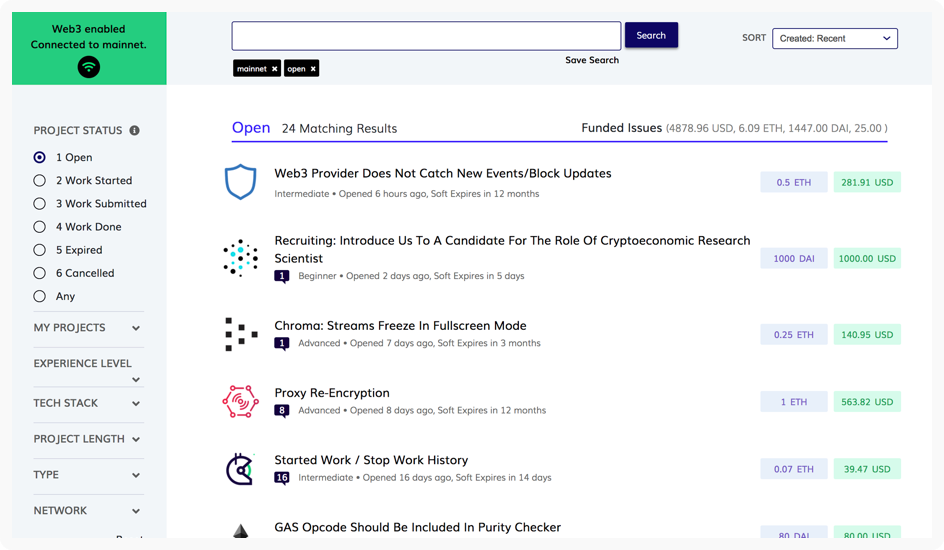 Web3 enabled
Connected to mainnet.
Search
SORT
Created: Recent
Save Search
mainnet ×
open ×
PROJECT STATUS
1 Open
2 Work Started
3 Work Submitted
4 Work Done
5 Expired
6 Cancelled
Any
MY PROJECTS
EXPERIENCE LEVEL
TECH STACK
PROJECT LENGTH
TYPE
NETWORK
Open 24 Matching Results
Funded Issues (4878.96 USD, 6.09 ETH, 1447.00 DAI, 25.00 )
Web3 Provider Does Not Catch New Events/Block Updates
Intermediate • Opened 6 hours ago, Soft Expires in 12 months
0.5 ETH
281.91 USD
Recruiting: Introduce Us To A Candidate For The Role Of Cryptoeconomic Research
Scientist
1 Beginner • Opened 2 days ago, Soft Expires in 5 days
1000 DAI
1000.00 USD
Chroma: Streams Freeze In Fullscreen Mode
1 Advanced • Opened 7 days ago, Soft Expires in 3 months
0.25 ETH
140.95 USD
Proxy Re-Encryption
8 Advanced • Opened 8 days ago, Soft Expires in 12 months
1 ETH
563.82 USD
Started Work / Stop Work History
16 Intermediate • Opened 16 days ago, Soft Expires in 14 days
0.07 ETH
39.47 USD
GAS Opcode Should Be Included In Purity Checker
80 DAI
80.00 USD